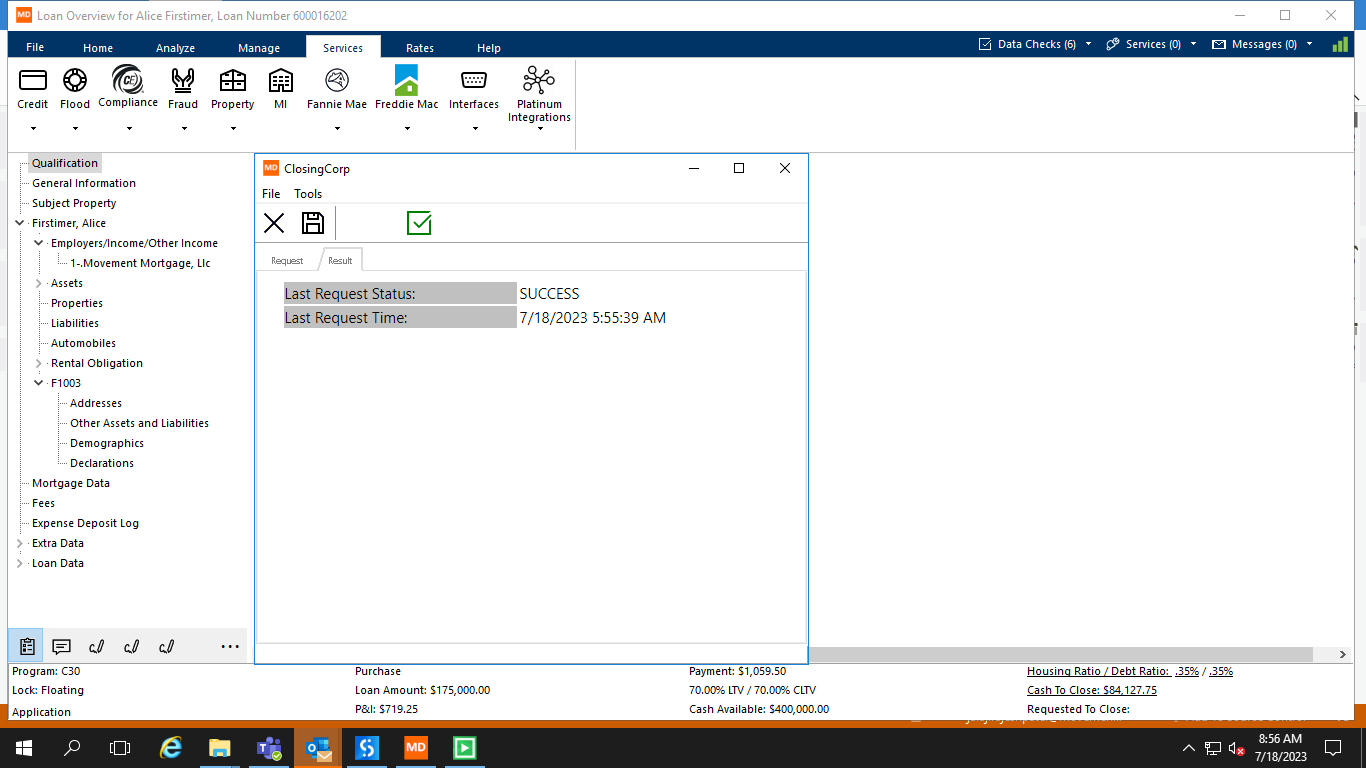 MD Loan Overview for Alice Firstimer, Loan Number 600016202
File Home Analyze Manage Services Rates Help Data Checks (6) Services (0) Messages (0)
Credit Flood Compliance Fraud Property MI Fannie Mae Freddie Mac Interfaces Platinum Integrations
Qualification
General Information
Subject Property
Firstimer, Alice
Employers/Income/Other Income
1-.Movement Mortgage, Llc
Assets
Properties
Liabilities
Automobiles
Rental Obligation
F1003
Addresses
Other Assets and Liabilities
Demographics
Declarations
Mortgage Data
Fees
Expense Deposit Log
Extra Data
Loan Data
MD ClosingCorp
File Tools
Request Result
Last Request Status: SUCCESS
Last Request Time: 7/18/2023 5:55:39 AM
Program: C30 Purchase Payment: $1,059.50 Housing Ratio / Debt Ratio: .35% / .35%
Lock: Floating Loan Amount: $175,000.00 70.00% LTV / 70.00% CLTV Cash To Close: $84,127.75
Application P&I: $719.25 Cash Available: $400,000.00 Requested To Close:
MD
8:56 AM
7/18/2023